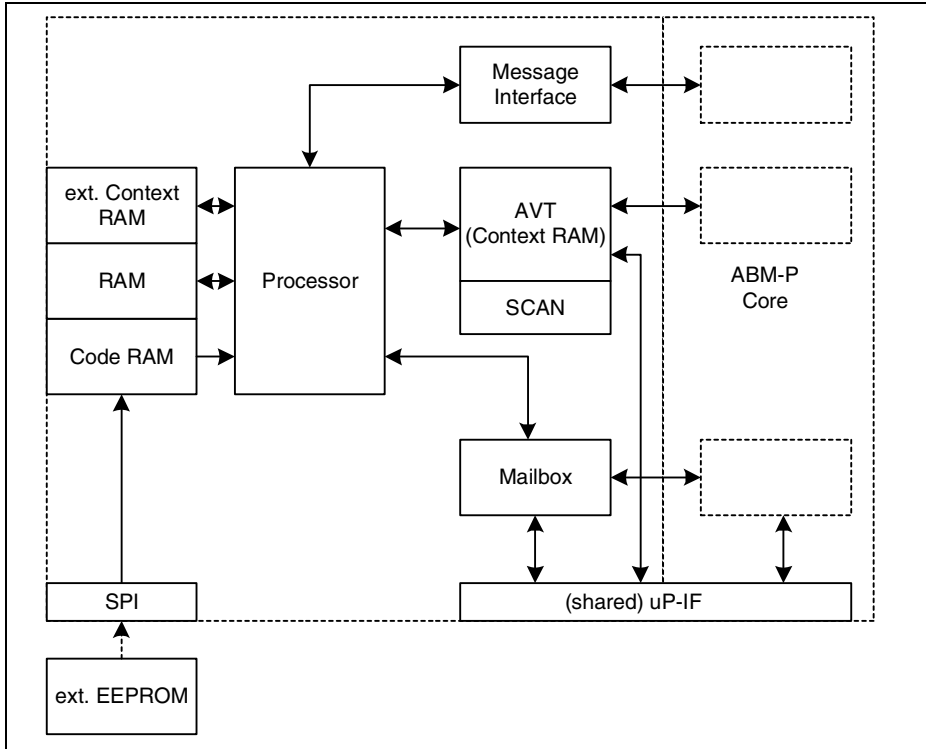 Message
Interface
ext. Context
RAM
AVT
(Context RAM)
RAM
Processor
ABM-P
Core
SCAN
Code RAM
Mailbox
SPI
(shared) uP-IF
ext. EEPROM